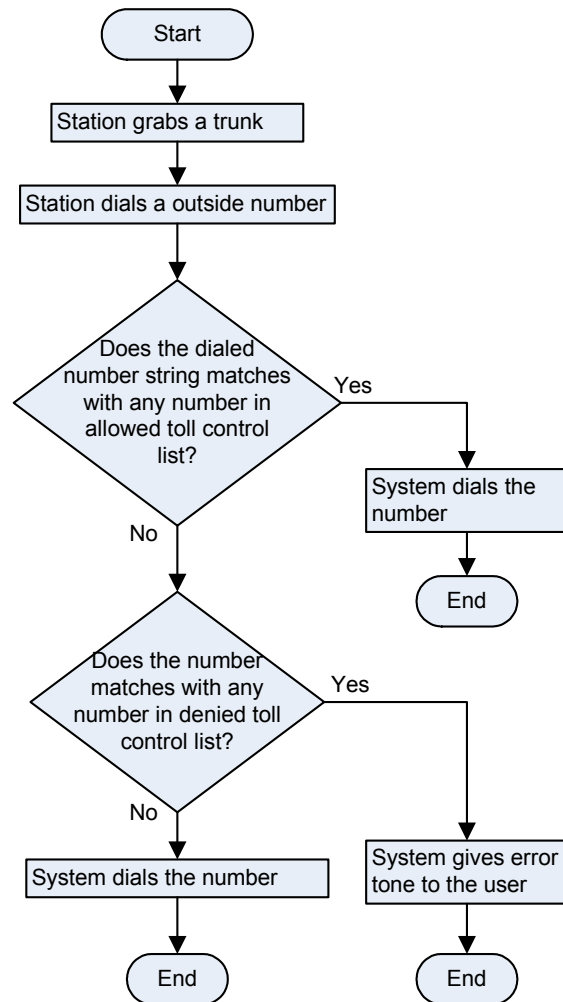 Start
Station grabs a trunk
Station dials a outside number
Does the dialed
number string matches
with any number in
allowed toll control
list?
Yes
System dials the
number
End
No
Does the number
matches with any
number in denied toll
control list?
Yes
System gives error
tone to the user
End
No
System dials the number
End